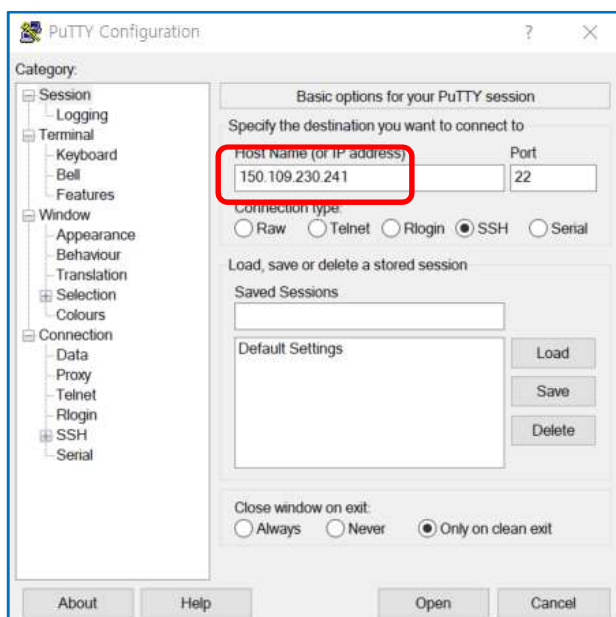 PuTTY Configuration
?
Category:
Session
Logging
Terminal
Keyboard
Bell
Features
Window
Appearance
Behaviour
Translation
Selection
Colours
Connection
Data
Proxy
Telnet
Rlogin
SSH
Serial
Basic options for your PuTTY session
Specify the destination you want to connect to
Host Name (or IP address) Port
150.109.230.241 22
Connection type:
Raw Telnet Rlogin SSH Serial
Load, save or delete a stored session
Saved Sessions
Default Settings
Load
Save
Delete
Close window on exit:
Always Never Only on clean exit
About Help Open Cancel